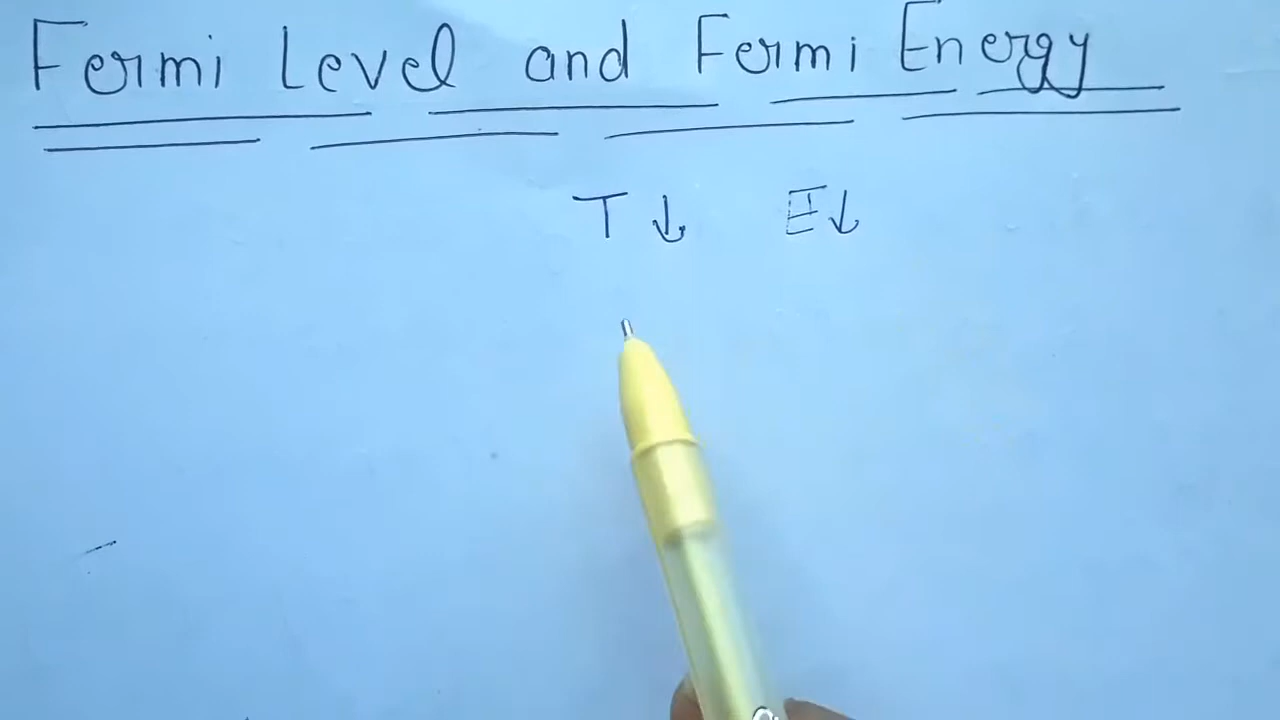 Fermi Level and Fermi Energy
T ↓ E↓